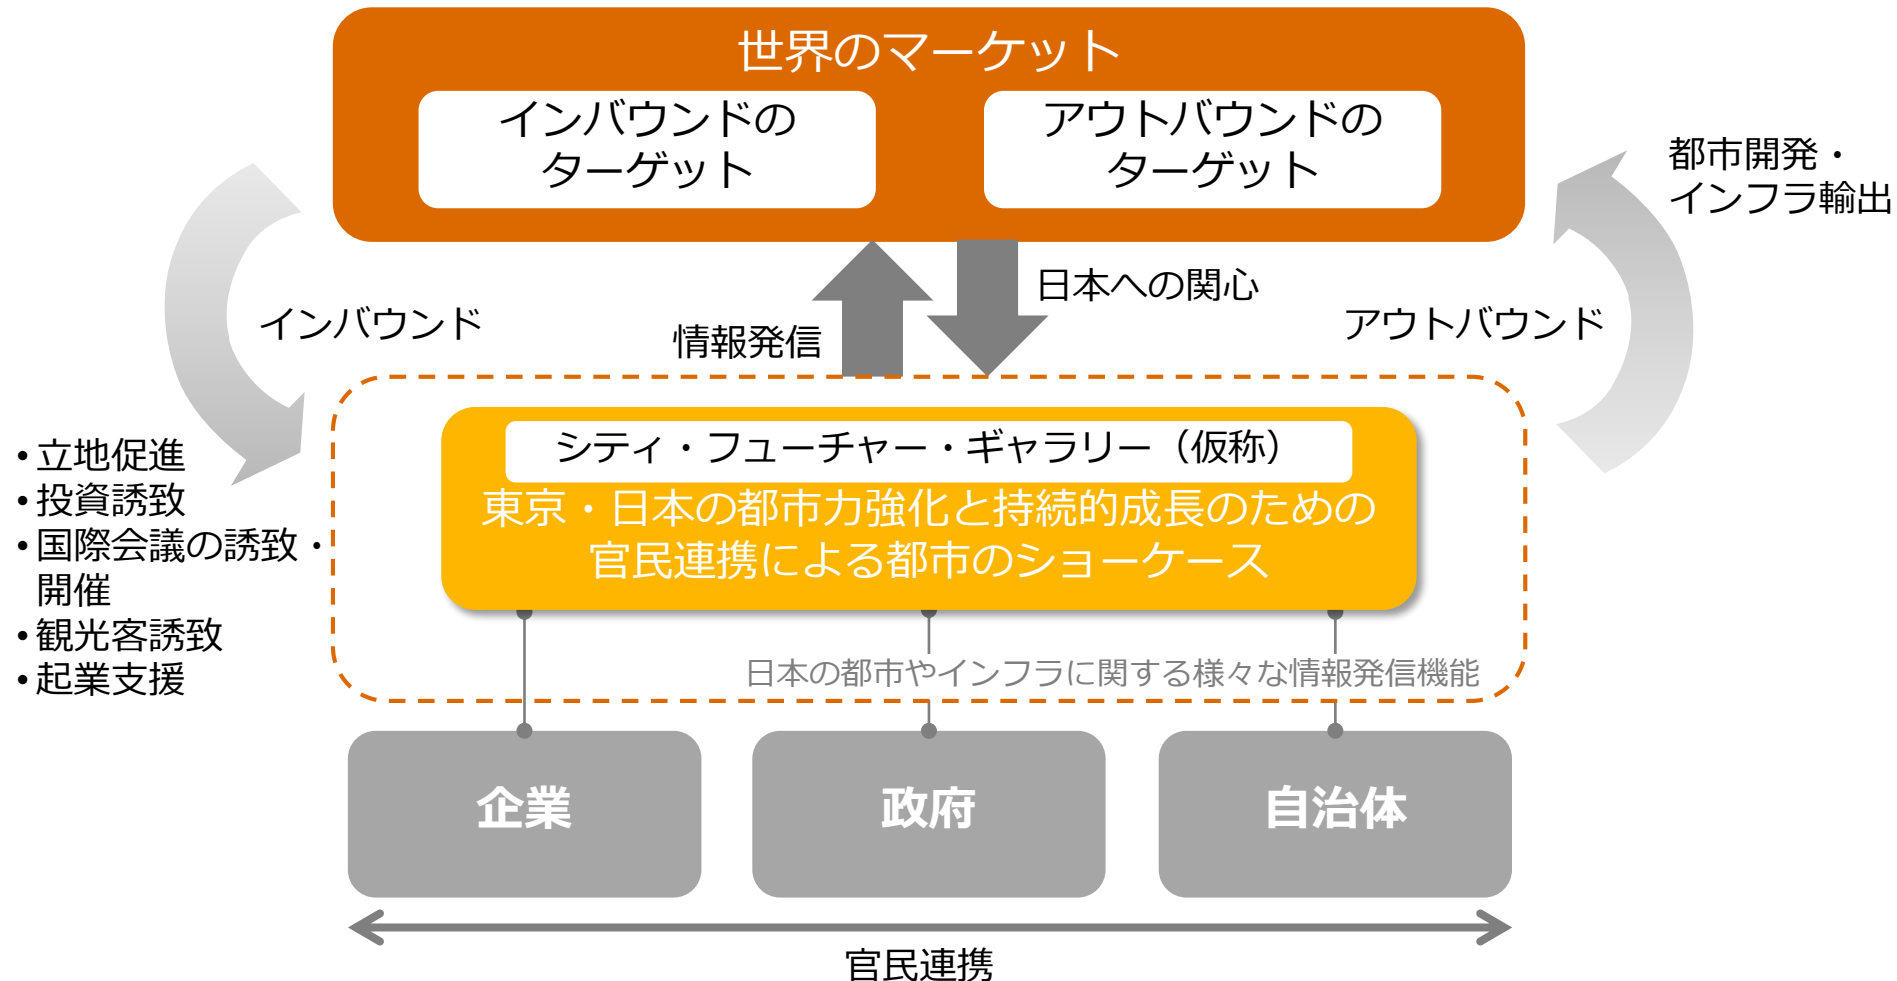 世界のマーケット
インバウンドの
ターゲット
アウトバウンドの
ターゲット
都市開発・
インフラ輸出
日本への関心
インバウンド
情報発信
アウトバウンド
シティ・フューチャー・ギャラリー（仮称）
東京・日本の都市力強化と持続的成長のための
官民連携による都市のショーケース
•立地促進
•投資誘致
•国際会議の誘致・
開催
•観光客誘致
•起業支援
日本の都市やインフラに関する様々な情報発信機能
企業
政府
自治体
官民連携